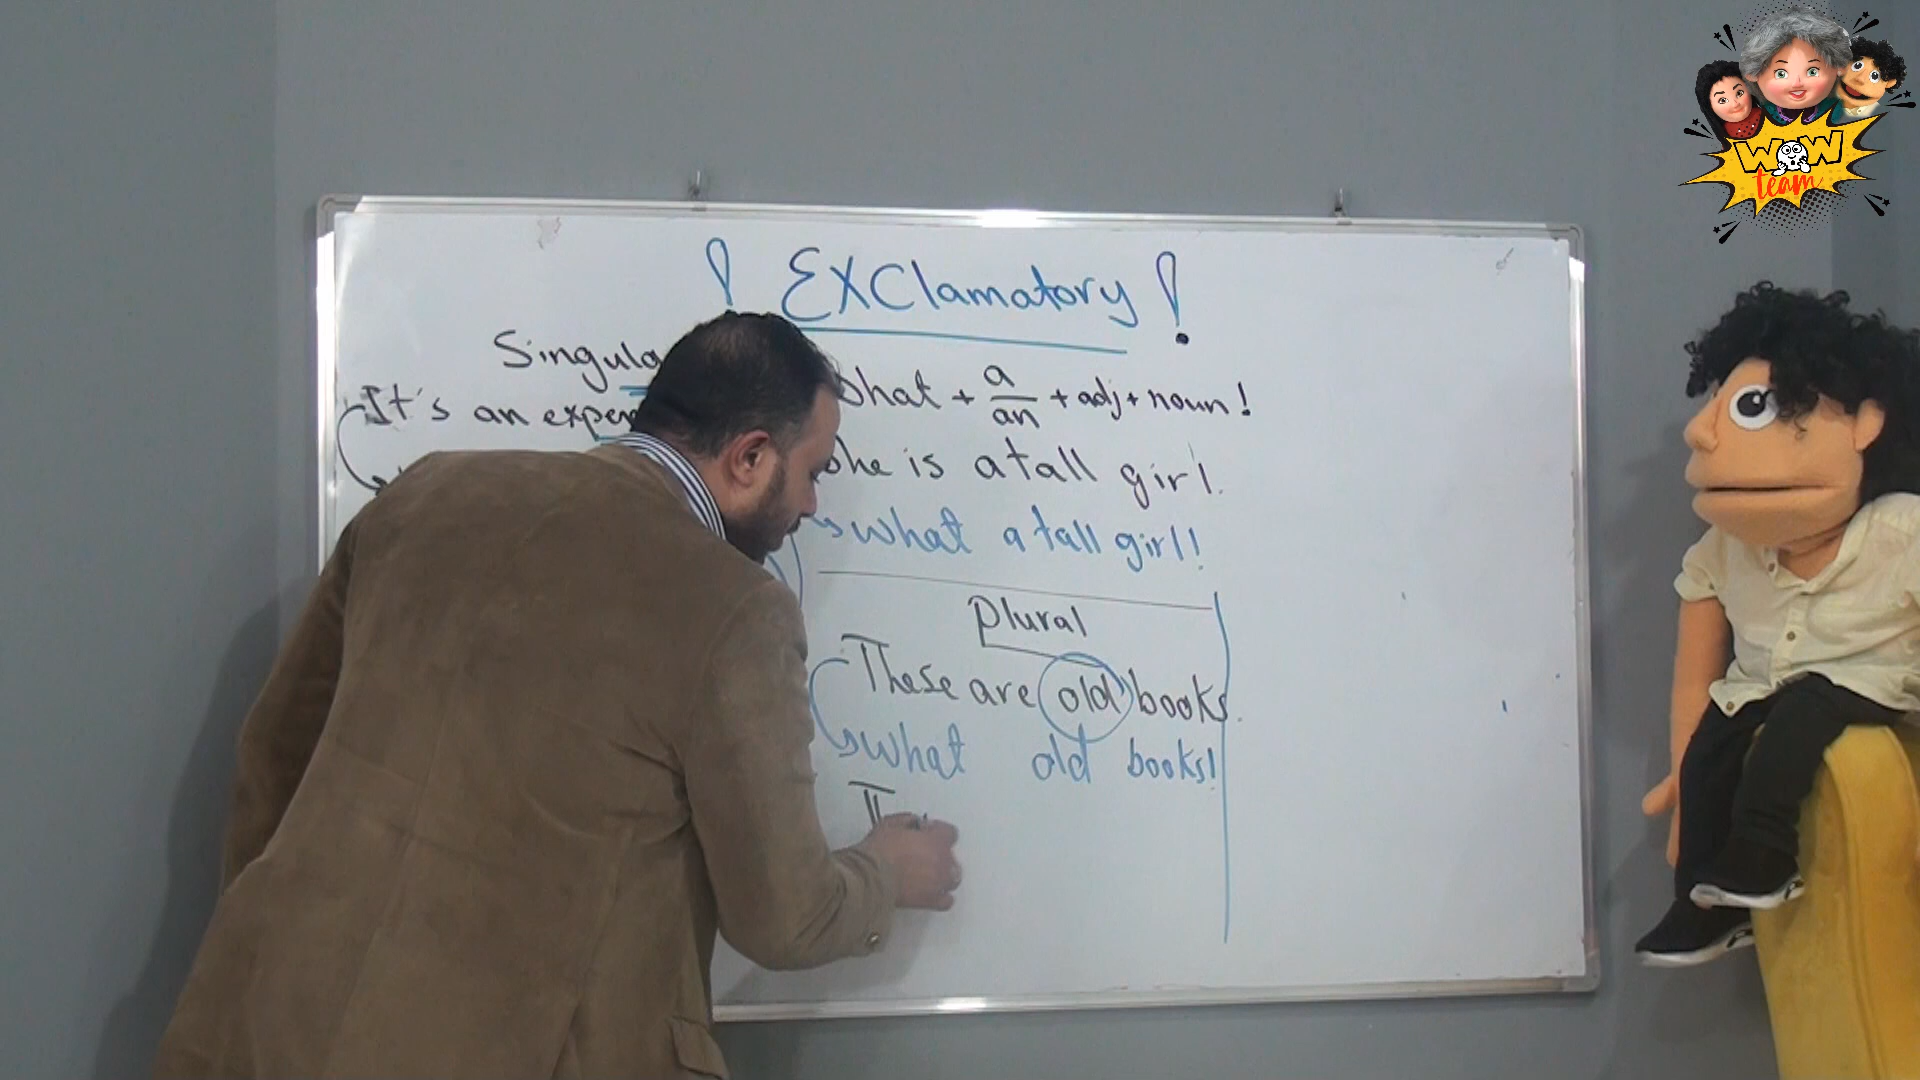 WOW
team
! EXClamatory !
Singula
what + a/an + adj + noun !
It's an expen
She is a tall girl.
what a tall girl!
Plural
These are old books.
what old books!